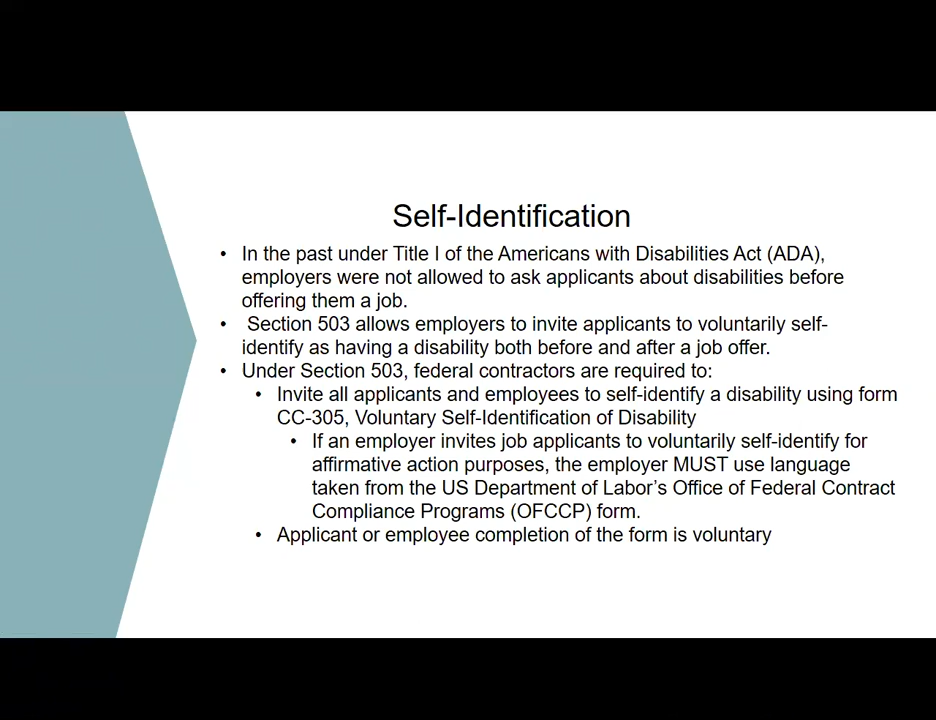 Self-Identification
• In the past under Title I of the Americans with Disabilities Act (ADA),
employers were not allowed to ask applicants about disabilities before
offering them a job.
• Section 503 allows employers to invite applicants to voluntarily self-
identify as having a disability both before and after a job offer.
• Under Section 503, federal contractors are required to:
• Invite all applicants and employees to self-identify a disability using form
CC-305, Voluntary Self-Identification of Disability
• If an employer invites job applicants to voluntarily self-identify for
affirmative action purposes, the employer MUST use language
taken from the US Department of Labor’s Office of Federal Contract
Compliance Programs (OFCCP) form.
• Applicant or employee completion of the form is voluntary